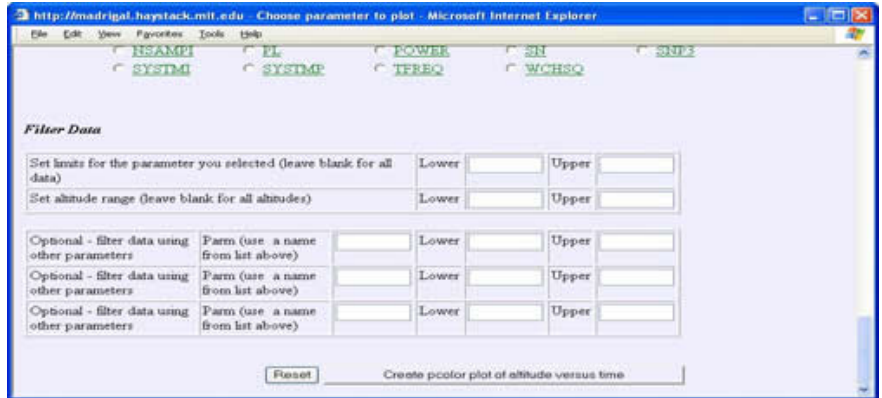 http://madrigal.haystack.mit.edu - Choose parameter to plot - Microsoft Internet Explorer
File Edit View Favorites Tools Help
NSAMPI PL POWER SN SNP3
SYSTMI SYSTMP TFREQ WCHSQ
Filter Data
Set limits for the parameter you selected (leave blank for all data) Lower Upper
Set altitude range (leave blank for all altitudes) Lower Upper
Optional - filter data using other parameters Parm (use a name from list above) Lower Upper
Optional - filter data using other parameters Parm (use a name from list above) Lower Upper
Optional - filter data using other parameters Parm (use a name from list above) Lower Upper
Reset Create pcolor plot of altitude versus time